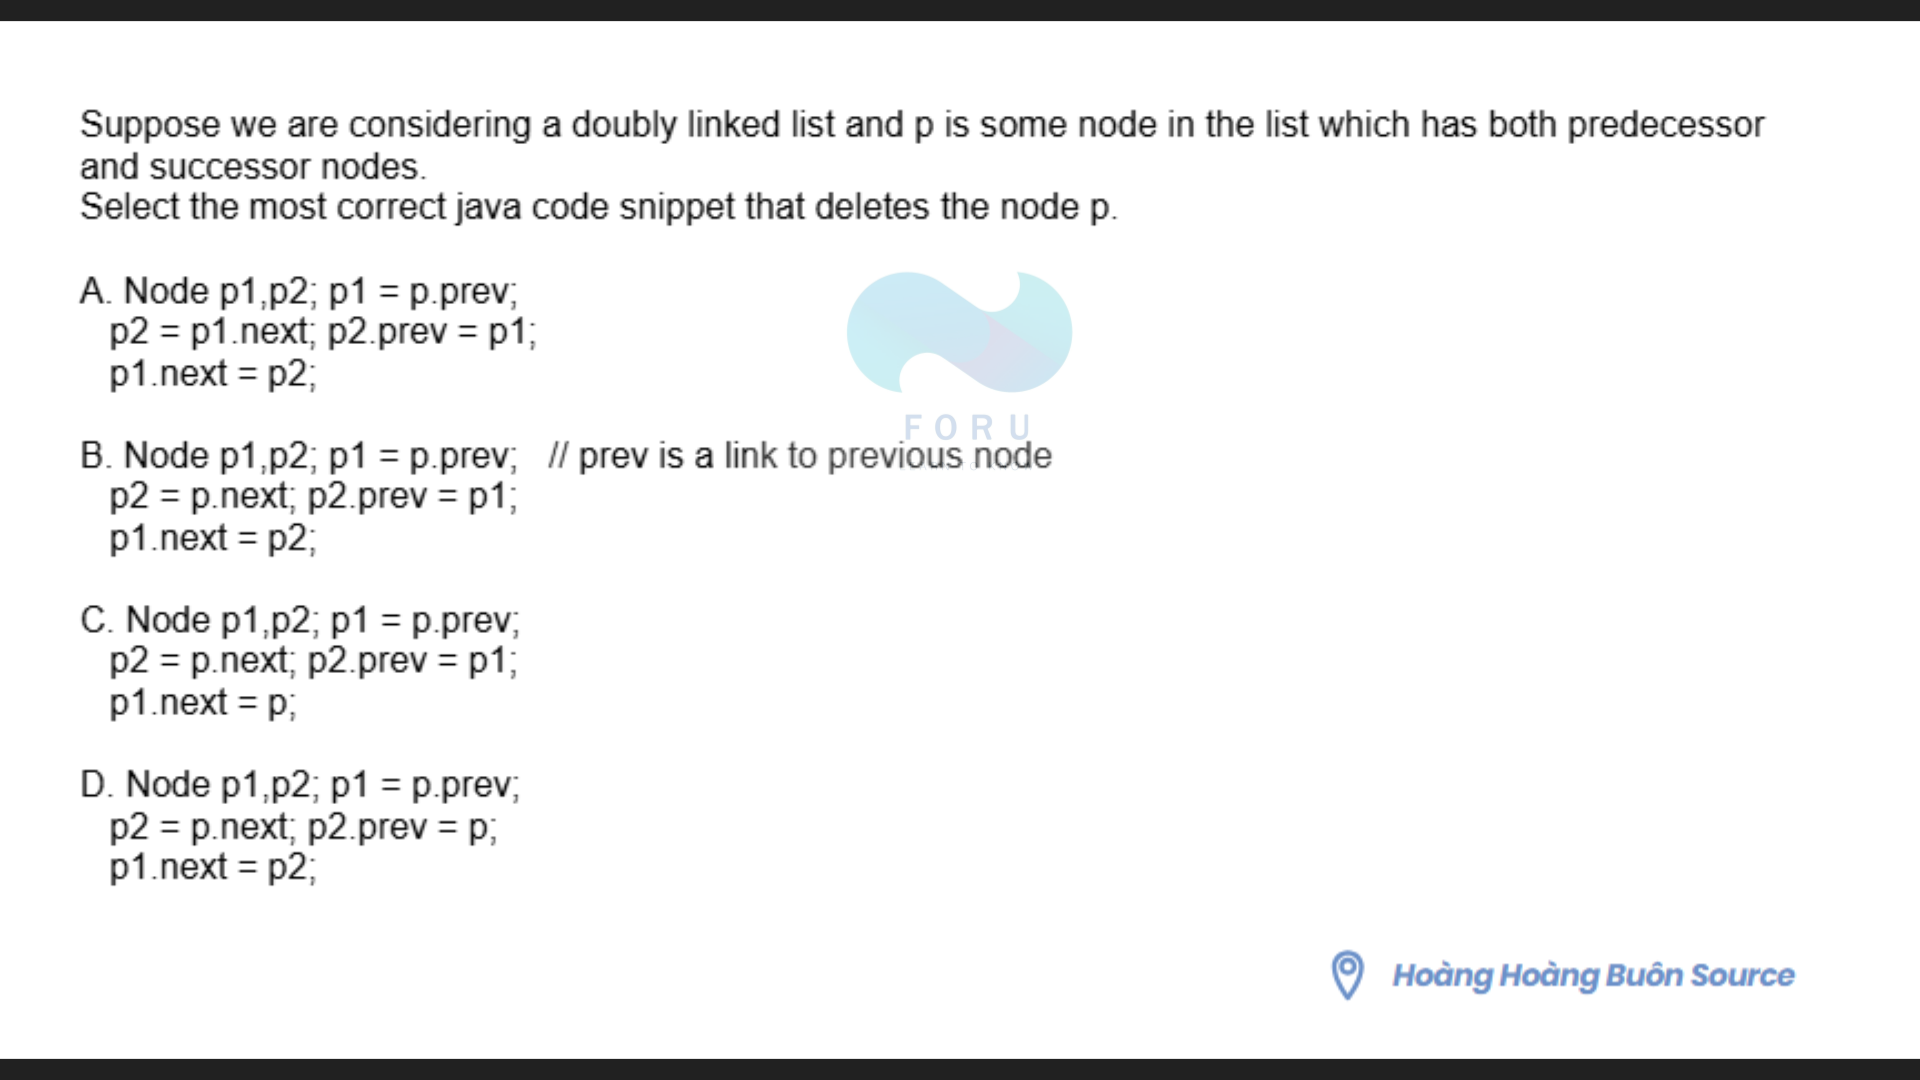 Suppose we are considering a doubly linked list and p is some node in the list which has both predecessor
and successor nodes.
Select the most correct java code snippet that deletes the node p.
A. Node p1,p2; p1 = p.prev;
p2 = p1.next; p2.prev = p1;
p1.next = p2;
FORU
B. Node p1,p2; p1 = p.prev; // prev is a link to previous node
p2 = p.next; p2.prev = p1;
p1.next = p2;
C. Node p1,p2; p1 = p.prev;
p2 = p.next; p2.prev = p1;
p1.next = p;
D. Node p1,p2; p1 = p.prev;
p2 = p.next; p2.prev = p;
p1.next = p2;
Hoàng Hoàng Buôn Source